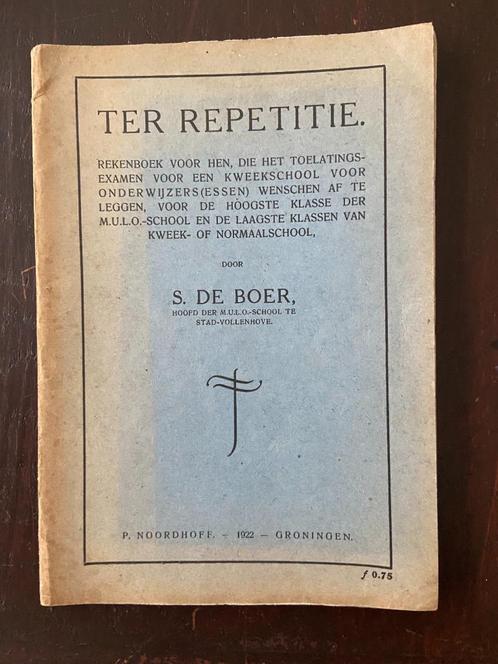 TER REPETITIE.
REKENBOEK VOOR HEN, DIE HET TOELATINGS-
EXAMEN VOOR EEN KWEEKSCHOOL VOOR
ONDERWIJZERS(ESSEN) WENSCHEN AF TE
LEGGEN, VOOR DE HOOGSTE KLASSE DER
M.U.L.O.-SCHOOL EN DE LAAGSTE KLASSEN VAN
KWEEK- OF NORMAALSCHOOL,
DOOR
S. DE BOER,
HOOFD DER M.U.L.O.-SCHOOL TE
STAD-VOLLENHOVE.
P. NOORDHOFF. - 1922 — GRONINGEN.
ƒ 0.75